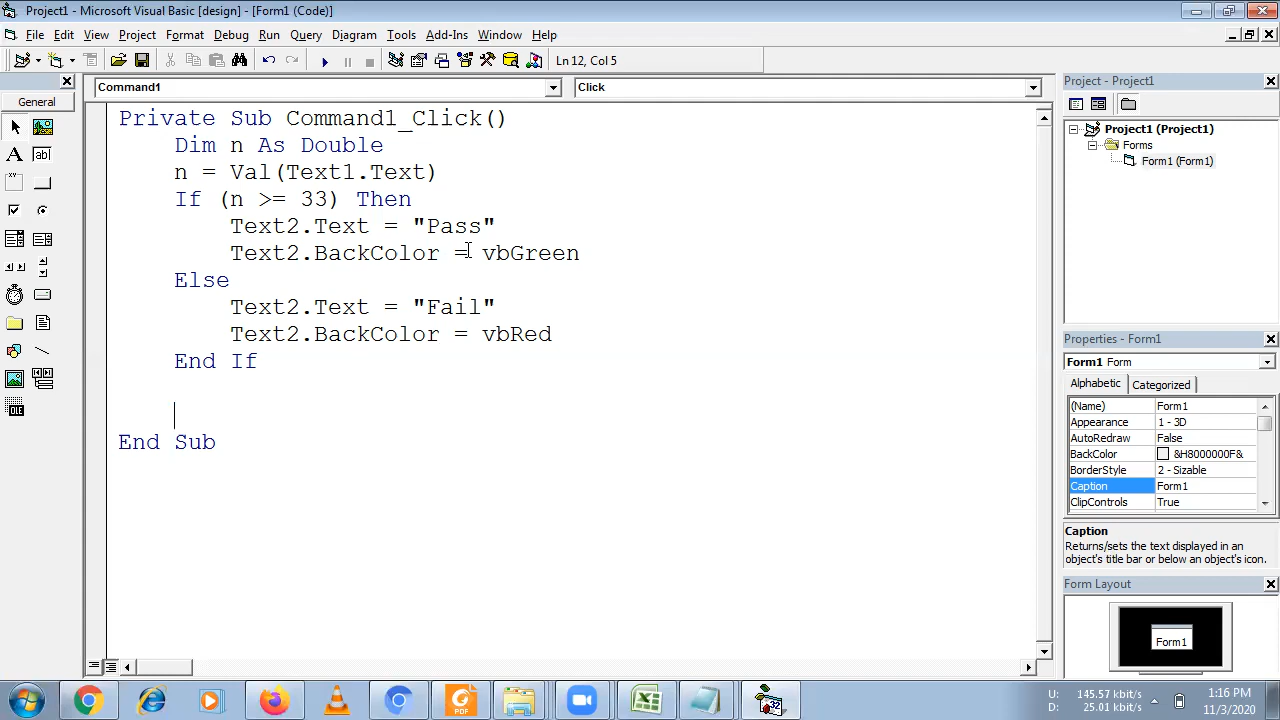 Project1 - Microsoft Visual Basic [design] - [Form1 (Code)]
File Edit View Project Format Debug Run Query Diagram Tools Add-Ins Window Help
Ln 12, Col 5
General
Command1
Click
Private Sub Command1_Click()
Dim n As Double
n = Val(Text1.Text)
If (n >= 33) Then
Text2.Text = "Pass"
Text2.BackColor = vbGreen
Else
Text2.Text = "Fail"
Text2.BackColor = vbRed
End If
End Sub
Project - Project1
Project1 (Project1)
Forms
Form1 (Form1)
Properties - Form1
Form1 Form
Alphabetic Categorized
(Name) Form1
Appearance 1 - 3D
AutoRedraw False
BackColor &H8000000F&
BorderStyle 2 - Sizable
Caption Form1
ClipControls True
Caption
Returns/sets the text displayed in an
object's title bar or below an object's icon.
Form Layout
Form1
A
ab|
OLE
PDF
32
U: 145.57 kbit/s
D: 25.01 kbit/s
1:16 PM
11/3/2020